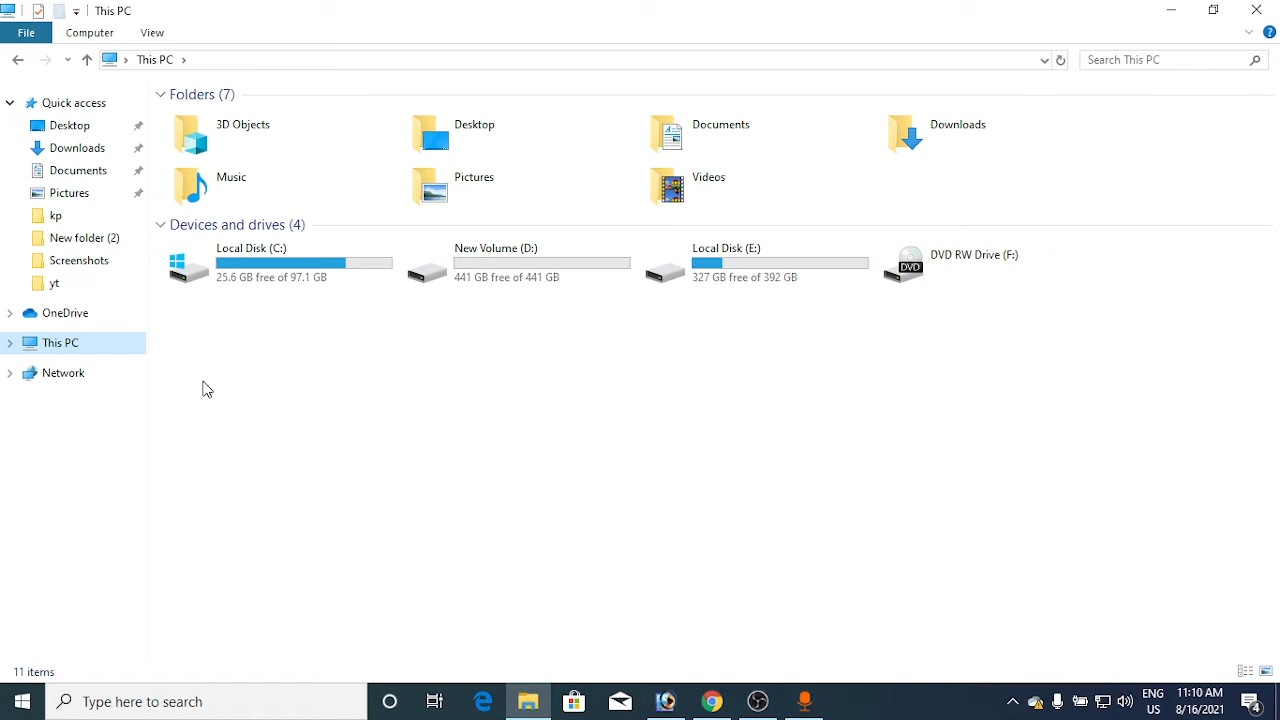 This PC
File Computer View
This PC
Search This PC
Quick access
Desktop
Downloads
Documents
Pictures
kp
New folder (2)
Screenshots
yt
OneDrive
This PC
Network
Folders (7)
3D Objects
Desktop
Documents
Downloads
Music
Pictures
Videos
Devices and drives (4)
Local Disk (C:)
25.6 GB free of 97.1 GB
New Volume (D:)
441 GB free of 441 GB
Local Disk (E:)
327 GB free of 392 GB
DVD RW Drive (F:)
DVD
11 items
Type here to search
ENG
US
11:10 AM
8/16/2021
4